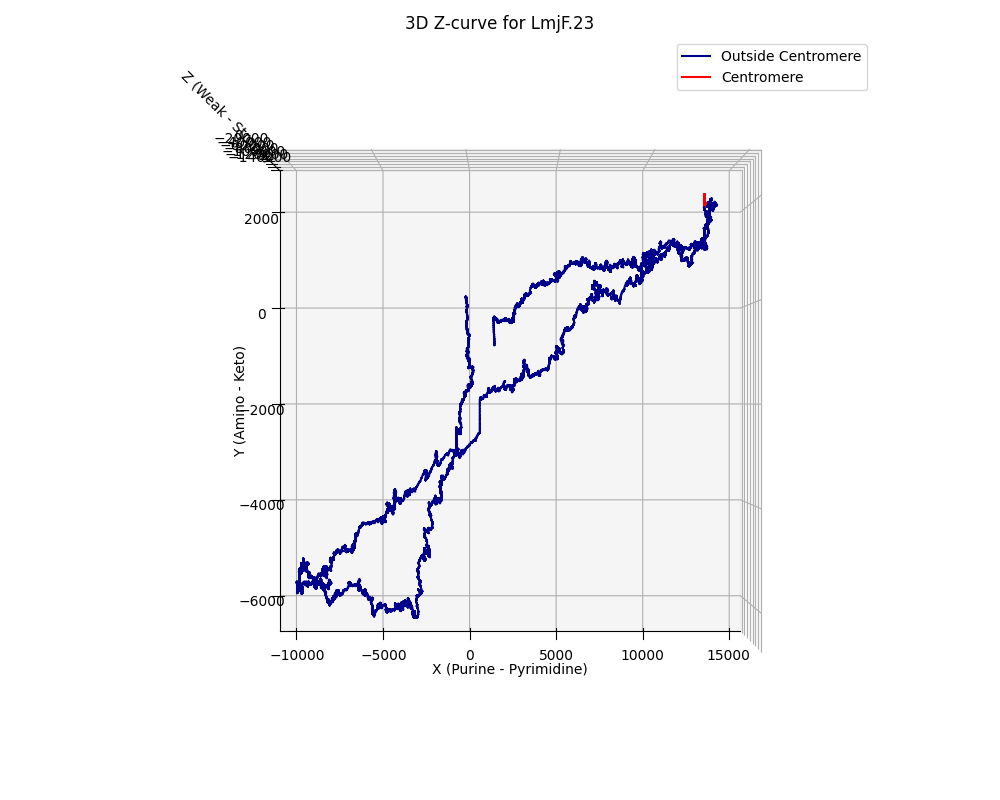 3D Z-curve for LmjF.23
Outside Centromere
Centromere
Z (Weak -
2000
0
−2000
−4000
−6000
Y (Amino - Keto)
−10000 −5000 0 5000 10000 15000
X (Purine - Pyrimidine)